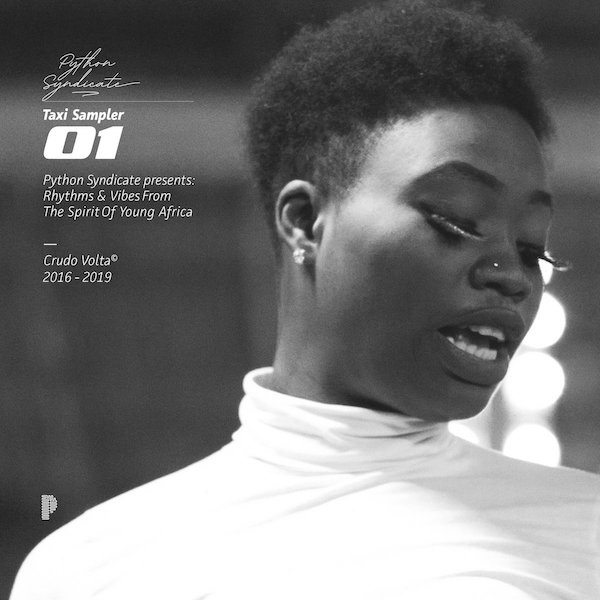 Python
Syndicate
Taxi Sampler
01
Python Syndicate presents:
Rhythms & Vibes From
The Spirit Of Young Africa
Crudo Volta©
2016 – 2019
P